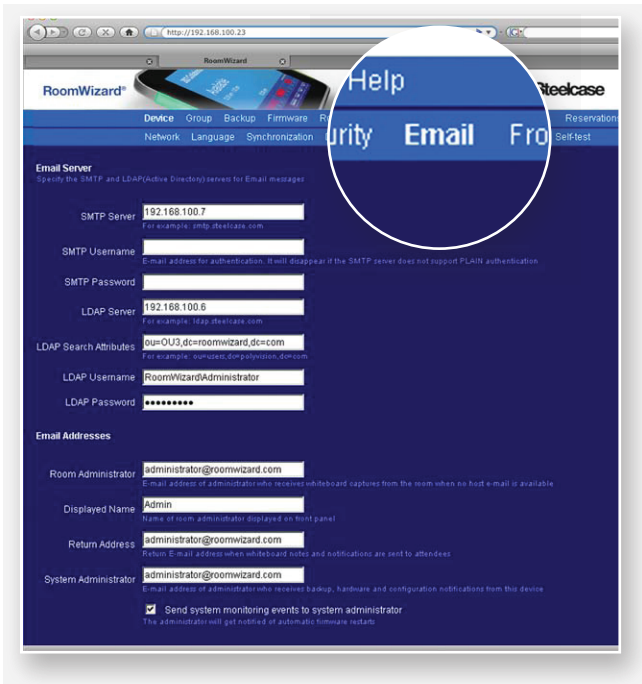 http://192.168.100.23
RoomWizard
RoomWizard®
Steelcase
Help
Device Group Backup Firmware Reservations
Network Language Synchronization Self-test
urity Email Fro
Email Server
Specify the SMTP and LDAP(Active Directory) servers for Email messages
SMTP Server 192.168.100.7
For example: smtp.steelcase.com
SMTP Username
E-mail address for authentication. It will disappear if the SMTP server does not support PLAIN authentication
SMTP Password
LDAP Server 192.168.100.6
For example: ldap.steelcase.com
LDAP Search Attributes ou=OU3,dc=roomwizard,dc=com
For example: ou=users,dc=polyvision,dc=com
LDAP Username RoomWizard\Administrator
LDAP Password •••••••••
Email Addresses
Room Administrator administrator@roomwizard.com
E-mail address of administrator who receives whiteboard captures from the room when no host e-mail is available
Displayed Name Admin
Name of room administrator displayed on front panel
Return Address administrator@roomwizard.com
Return E-mail address when whiteboard notes and notifications are sent to attendees
System Administrator administrator@roomwizard.com
E-mail address of administrator who receives backup, hardware and configuration notifications from this device
Send system monitoring events to system administrator
The administrator will get notified of automatic firmware restarts